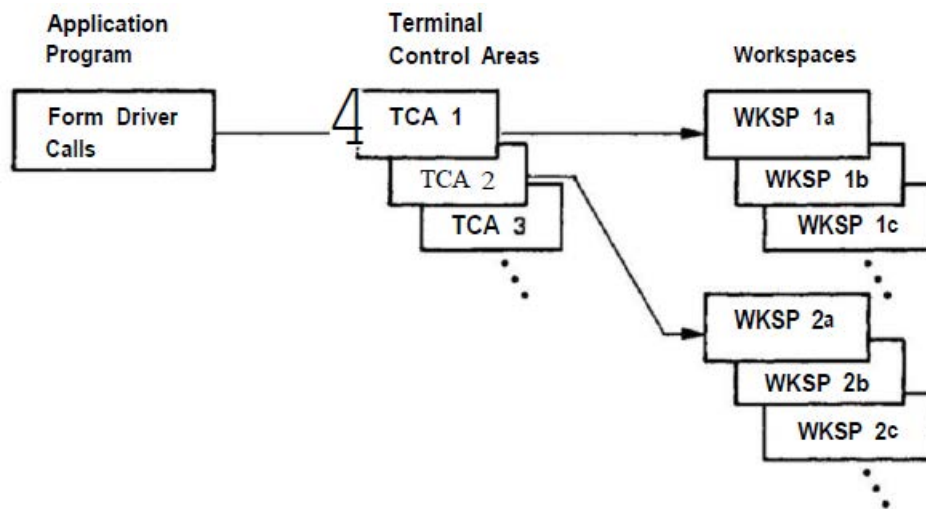 Application
Program
Terminal
Control Areas
Workspaces
Form Driver
Calls
TCA 1
TCA 2
TCA 3
WKSP 1a
WKSP 1b
WKSP 1c
WKSP 2a
WKSP 2b
WKSP 2c